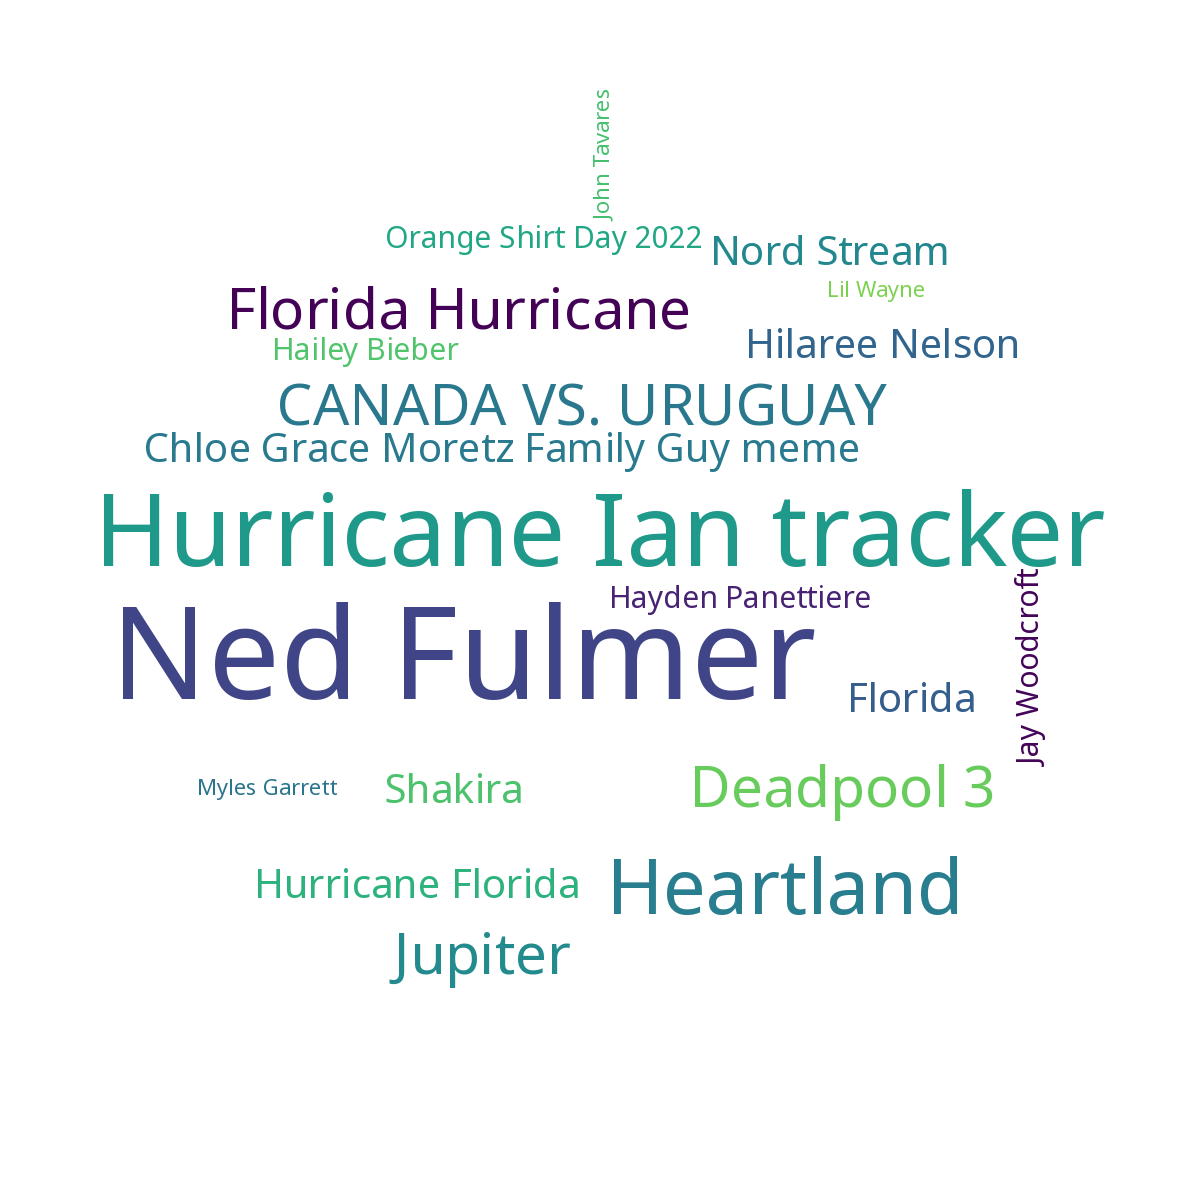 John Tavares
Orange Shirt Day 2022
Nord Stream
Lil Wayne
Florida Hurricane
Hailey Bieber
Hilaree Nelson
CANADA VS. URUGUAY
Chloe Grace Moretz Family Guy meme
Hurricane Ian tracker
Hayden Panettiere
Ned Fulmer
Jay Woodcroft
Florida
Myles Garrett
Shakira
Deadpool 3
Hurricane Florida
Heartland
Jupiter